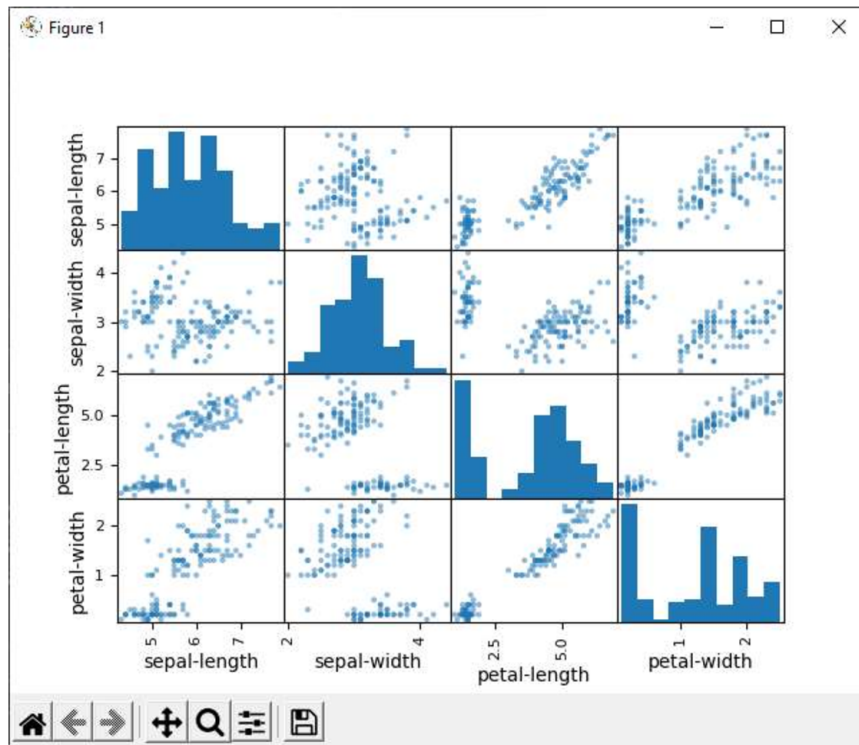 Figure 1
sepal-length
7
6
5
sepal-width
4
3
2
petal-length
5.0
2.5
petal-width
2
1
5 6 7
2 4
2.5 5.0
1 2
sepal-length sepal-width petal-length petal-width